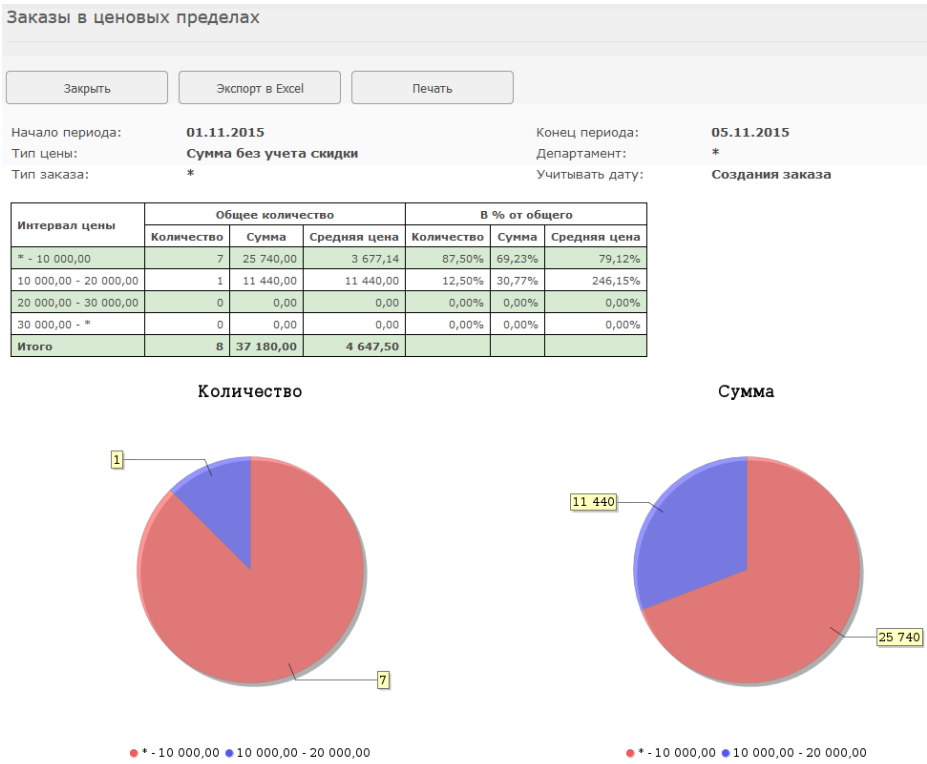 Заказы в ценовых пределах
Закрыть Экспорт в Excel Печать
Начало периода: 01.11.2015 Конец периода: 05.11.2015
Тип цены: Сумма без учета скидки Департамент: *
Тип заказа: * Учитывать дату: Создания заказа
Интервал цены Общее количество В % от общего
Количество Сумма Средняя цена Количество Сумма Средняя цена
* - 10 000,00 7 25 740,00 3 677,14 87,50% 69,23% 79,12%
10 000,00 - 20 000,00 1 11 440,00 11 440,00 12,50% 30,77% 246,15%
20 000,00 - 30 000,00 0 0,00 0,00 0,00% 0,00% 0,00%
30 000,00 - * 0 0,00 0,00 0,00% 0,00% 0,00%
Итого 8 37 180,00 4 647,50
Количество Сумма
1
11 440
25 740
7
* - 10 000,00 10 000,00 - 20 000,00 * - 10 000,00 10 000,00 - 20 000,00